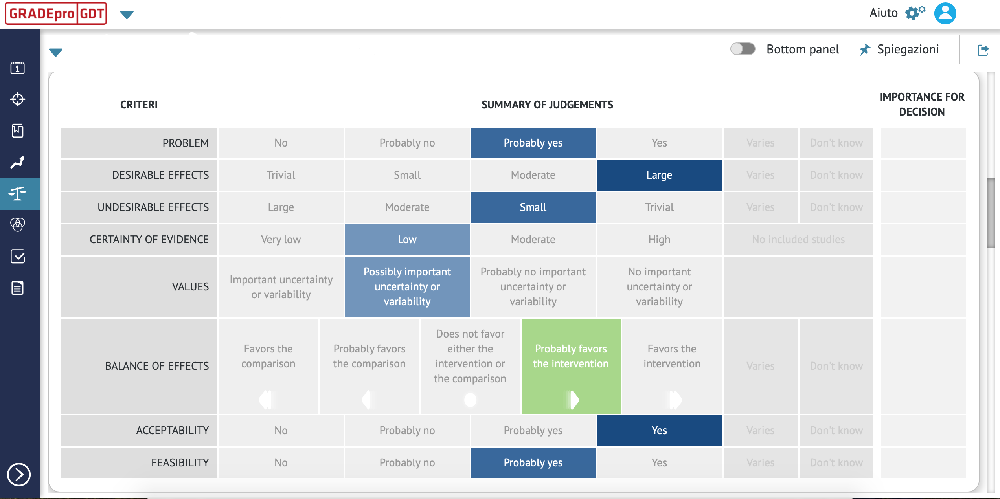 GRADEpro GDT
Aiuto
Bottom panel
Spiegazioni
1
CRITERI
SUMMARY OF JUDGEMENTS
IMPORTANCE FOR
DECISION
PROBLEM
No
Probably no
Probably yes
Yes
Varies
Don't know
DESIRABLE EFFECTS
Trivial
Small
Moderate
Large
Varies
Don't know
UNDESIRABLE EFFECTS
Large
Moderate
Small
Trivial
Varies
Don't know
CERTAINTY OF EVIDENCE
Very low
Low
Moderate
High
No included studies
VALUES
Important uncertainty
or variability
Possibly important
uncertainty or
variability
Probably no important
uncertainty or
variability
No important
uncertainty or
variability
BALANCE OF EFFECTS
Favors the
comparison
Probably favors
the comparison
Does not favor
either the
intervention or
the comparison
Probably favors
the intervention
Favors the
intervention
Varies
Don't know
ACCEPTABILITY
No
Probably no
Probably yes
Yes
Varies
Don't know
FEASIBILITY
No
Probably no
Probably yes
Yes
Varies
Don't know